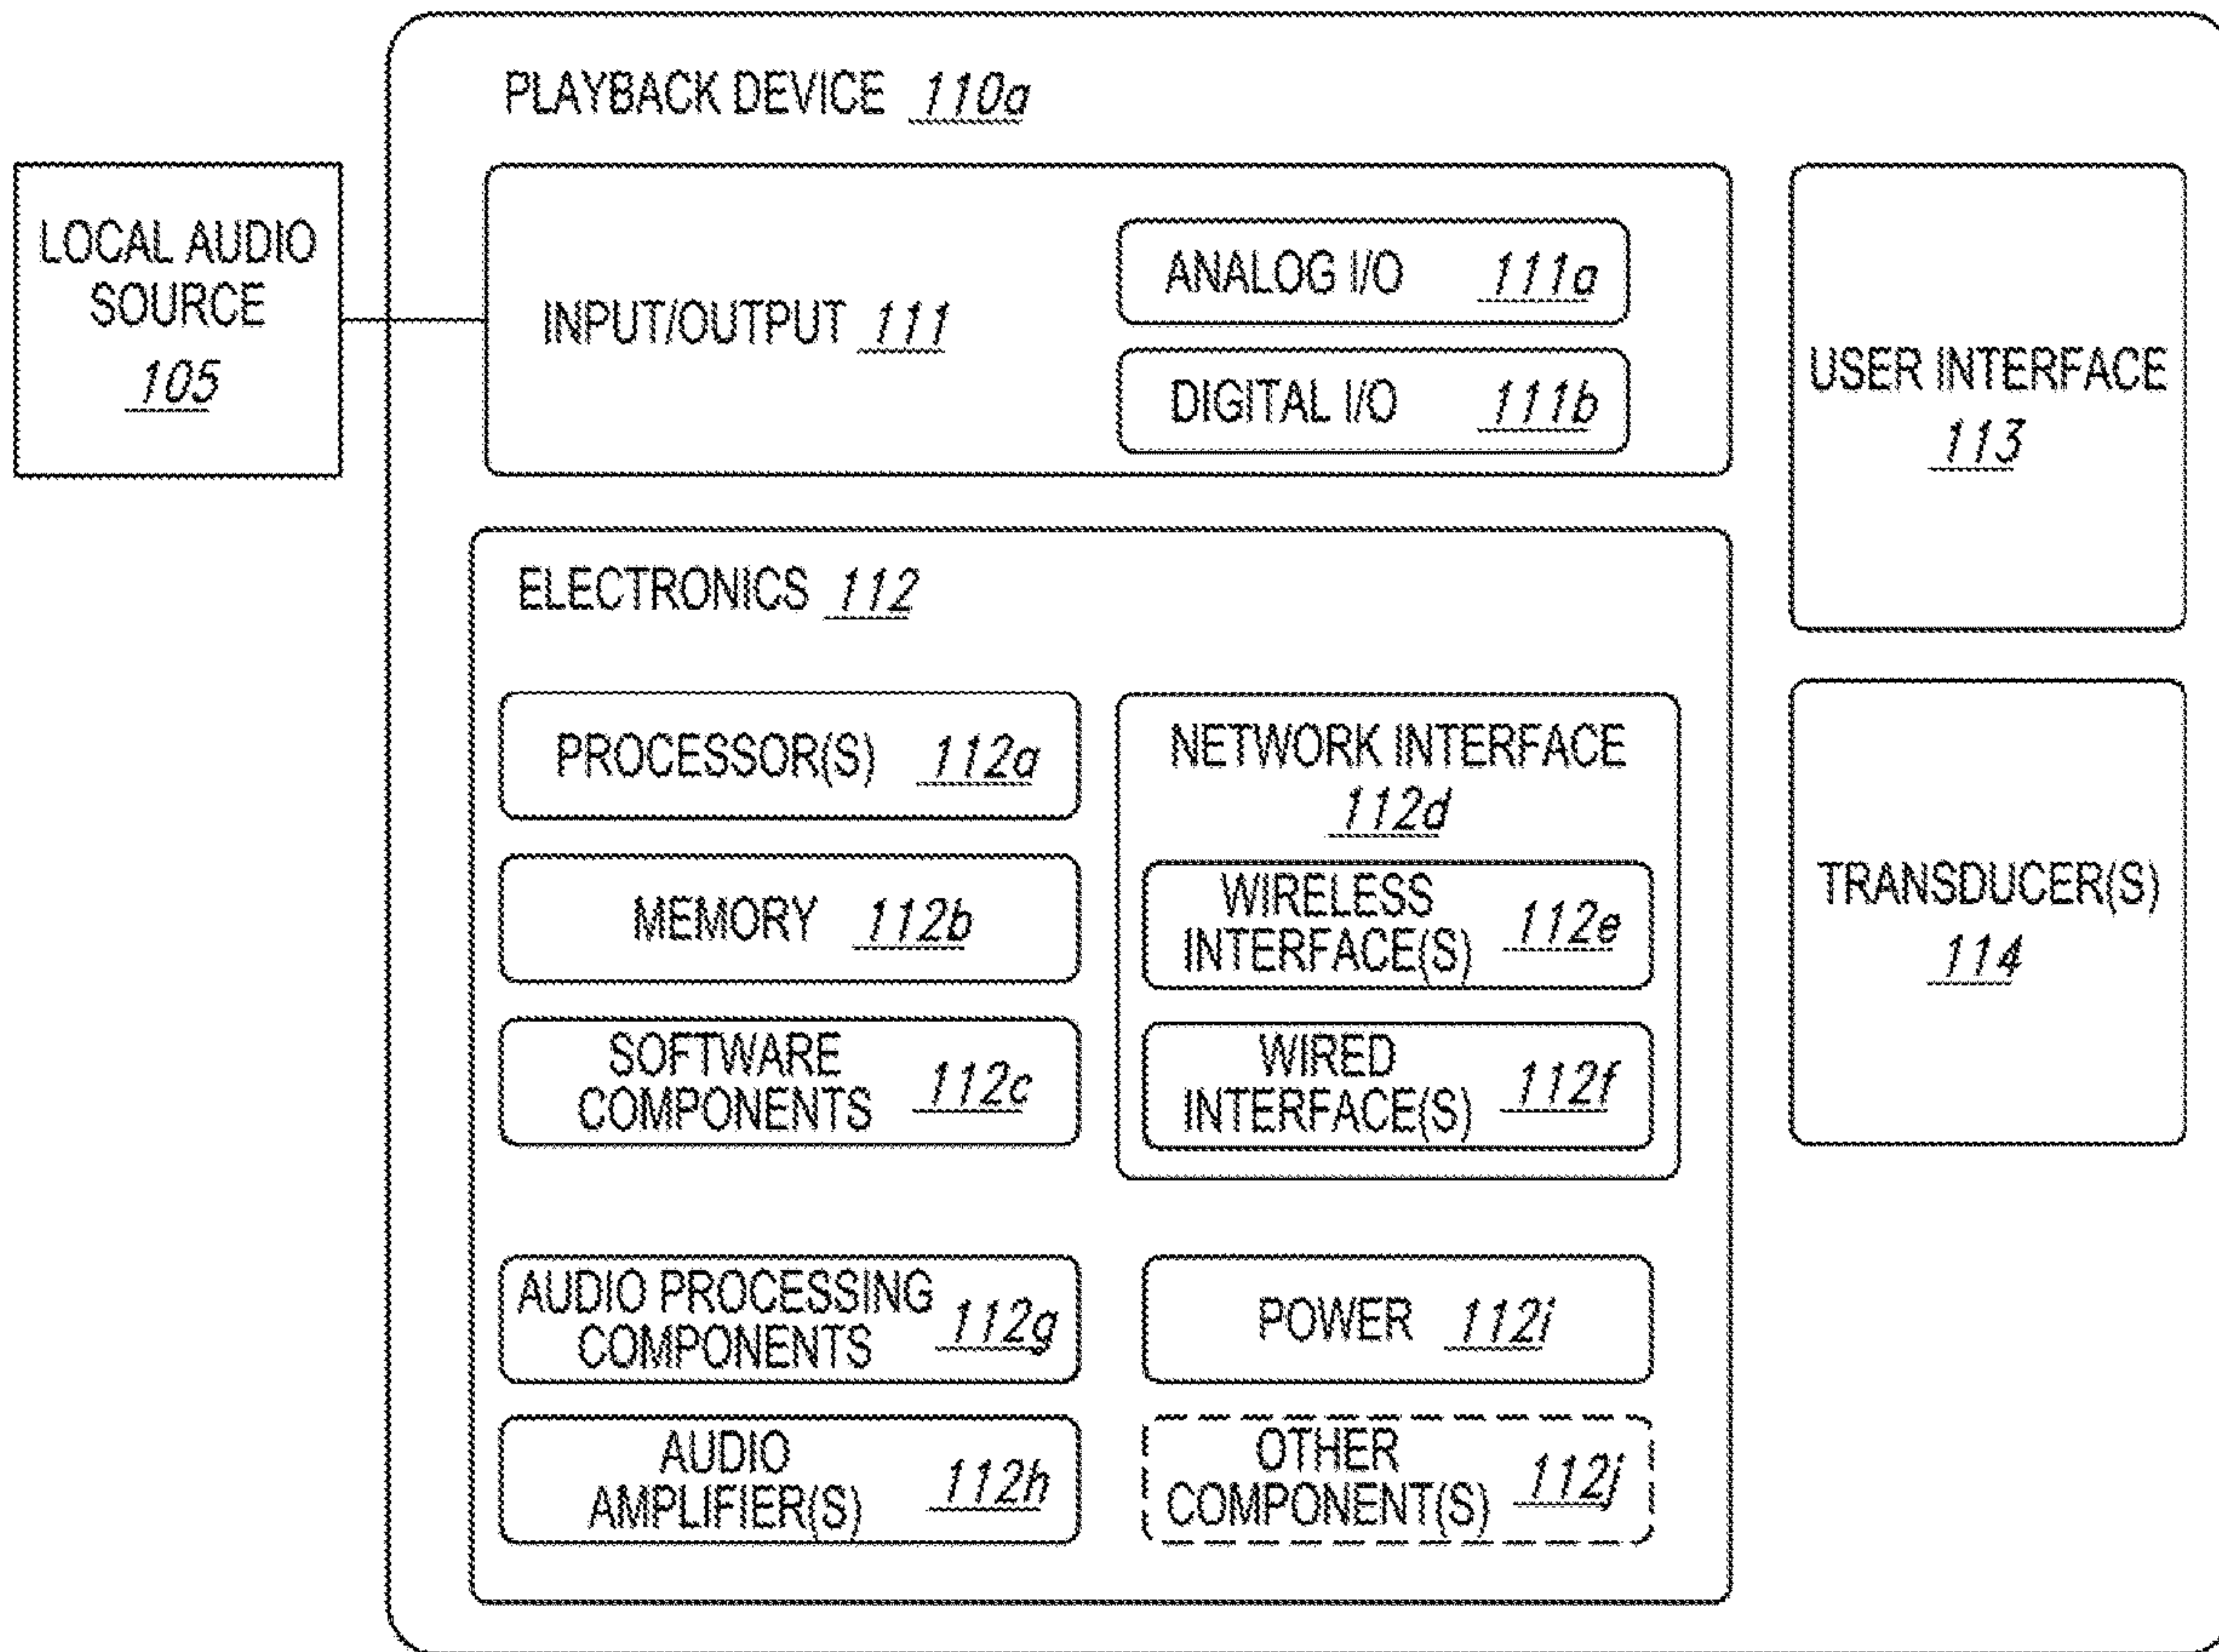 PLAYBACK DEVICE 110a
LOCAL AUDIO
SOURCE
105
INPUT/OUTPUT 111
ANALOG I/O 111a
DIGITAL I/O 111b
USER INTERFACE
113
ELECTRONICS 112
PROCESSOR(S) 112a
MEMORY 112b
SOFTWARE
COMPONENTS 112c
NETWORK INTERFACE
112d
WIRELESS
INTERFACE(S) 112e
WIRED
INTERFACE(S) 112f
TRANSDUCER(S)
114
AUDIO PROCESSING
COMPONENTS 112g
POWER 112i
AUDIO
AMPLIFIER(S) 112h
OTHER
COMPONENT(S) 112j